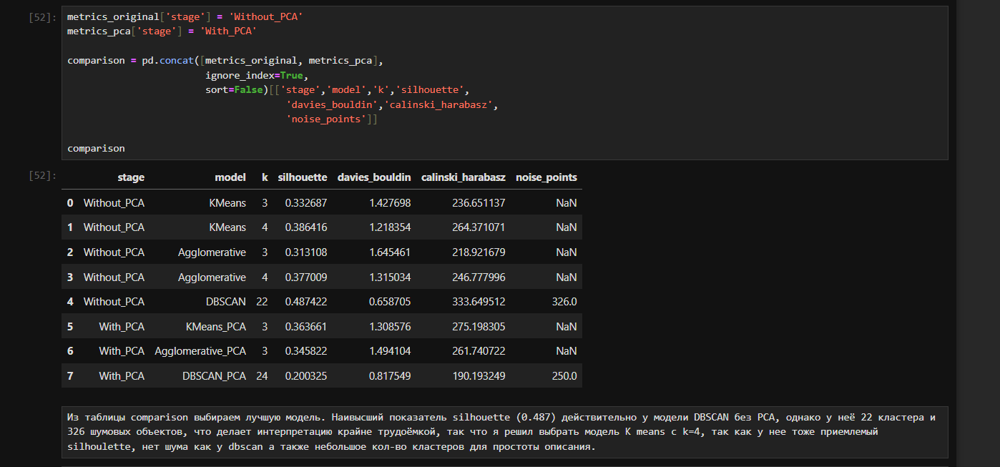 [52]:
metrics_original['stage'] = 'Without_PCA'
metrics_pca['stage'] = 'With_PCA'
comparison = pd.concat([metrics_original, metrics_pca],
ignore_index=True,
sort=False)[['stage','model','k','silhouette',
'davies_bouldin','calinski_harabasz',
'noise_points']]
comparison
[52]:
stage model k silhouette davies_bouldin calinski_harabasz noise_points
0 Without_PCA KMeans 3 0.332687 1.427698 236.651137 NaN
1 Without_PCA KMeans 4 0.386416 1.218354 264.371071 NaN
2 Without_PCA Agglomerative 3 0.313108 1.645461 218.921679 NaN
3 Without_PCA Agglomerative 4 0.377009 1.315034 246.777996 NaN
4 Without_PCA DBSCAN 22 0.487422 0.658705 333.649512 326.0
5 With_PCA KMeans_PCA 3 0.363661 1.308576 275.198305 NaN
6 With_PCA Agglomerative_PCA 3 0.345822 1.494104 261.740722 NaN
7 With_PCA DBSCAN_PCA 24 0.200325 0.817549 190.193249 250.0
Из таблицы comparison выбираем лучшую модель. Наивысший показатель silhouette (0.487) действительно у модели DBSCAN без PCA, однако у неё 22 кластера и
326 шумовых объектов, что делает интерпретацию крайне трудоёмкой, так что я решил выбрать модель K means с k=4, так как у нее тоже приемлемый
silhoulette, нет шума как у dbscan а также небольшое кол-во кластеров для простоты описания.